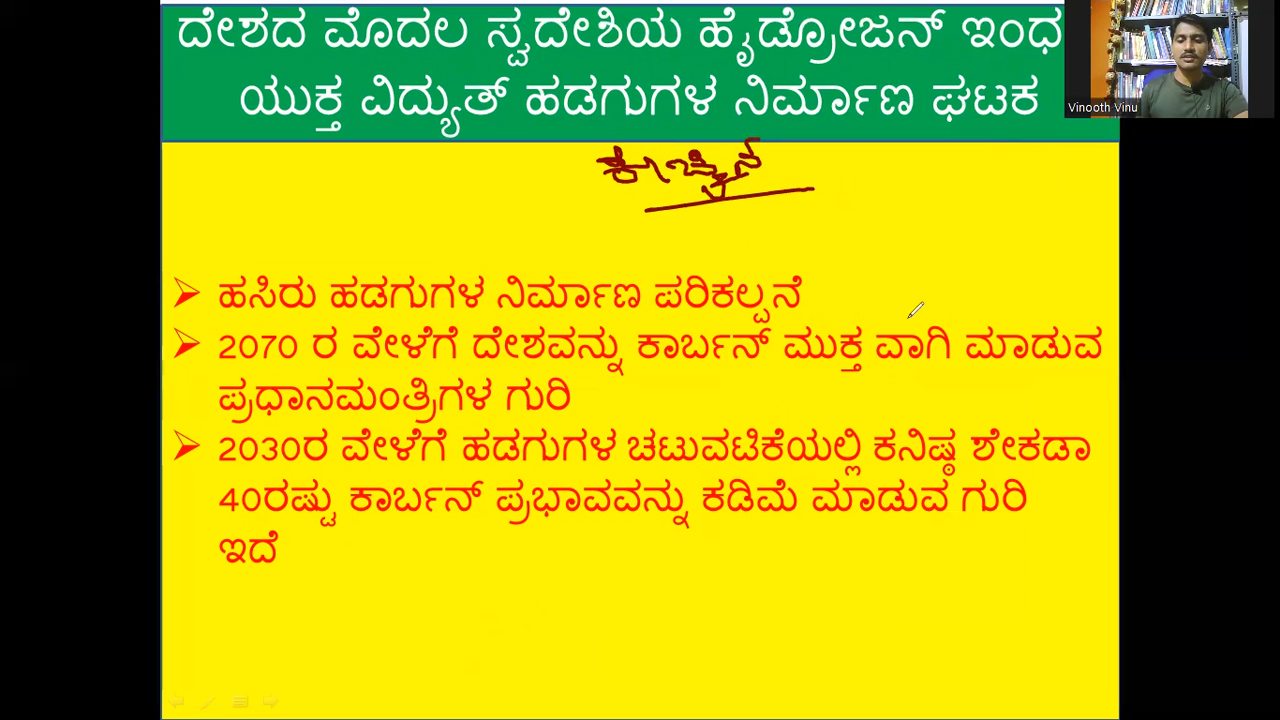 ದೇಶದ ಮೊದಲ ಸ್ವದೇಶಿಯ ಹೈಡ್ರೋಜನ್ ಇಂಧ
ಯುಕ್ತ ವಿದ್ಯುತ್ ಹಡಗುಗಳ ನಿರ್ಮಾಣ ಘಟಕ
Vinooth Vinu
ಹಸಿರು ಹಡಗುಗಳ ನಿರ್ಮಾಣ ಪರಿಕಲ್ಪನೆ
2070 ರ ವೇಳೆಗೆ ದೇಶವನ್ನು ಕಾರ್ಬನ್ ಮುಕ್ತ ವಾಗಿ ಮಾಡುವ
ಪ್ರಧಾನಮಂತ್ರಿಗಳ ಗುರಿ
2030ರ ವೇಳೆಗೆ ಹಡಗುಗಳ ಚಟುವಟಿಕೆಯಲ್ಲಿ ಕನಿಷ್ಠ ಶೇಕಡಾ
40ರಷ್ಟು ಕಾರ್ಬನ್ ಪ್ರಭಾವವನ್ನು ಕಡಿಮೆ ಮಾಡುವ ಗುರಿ
ಇದೆ